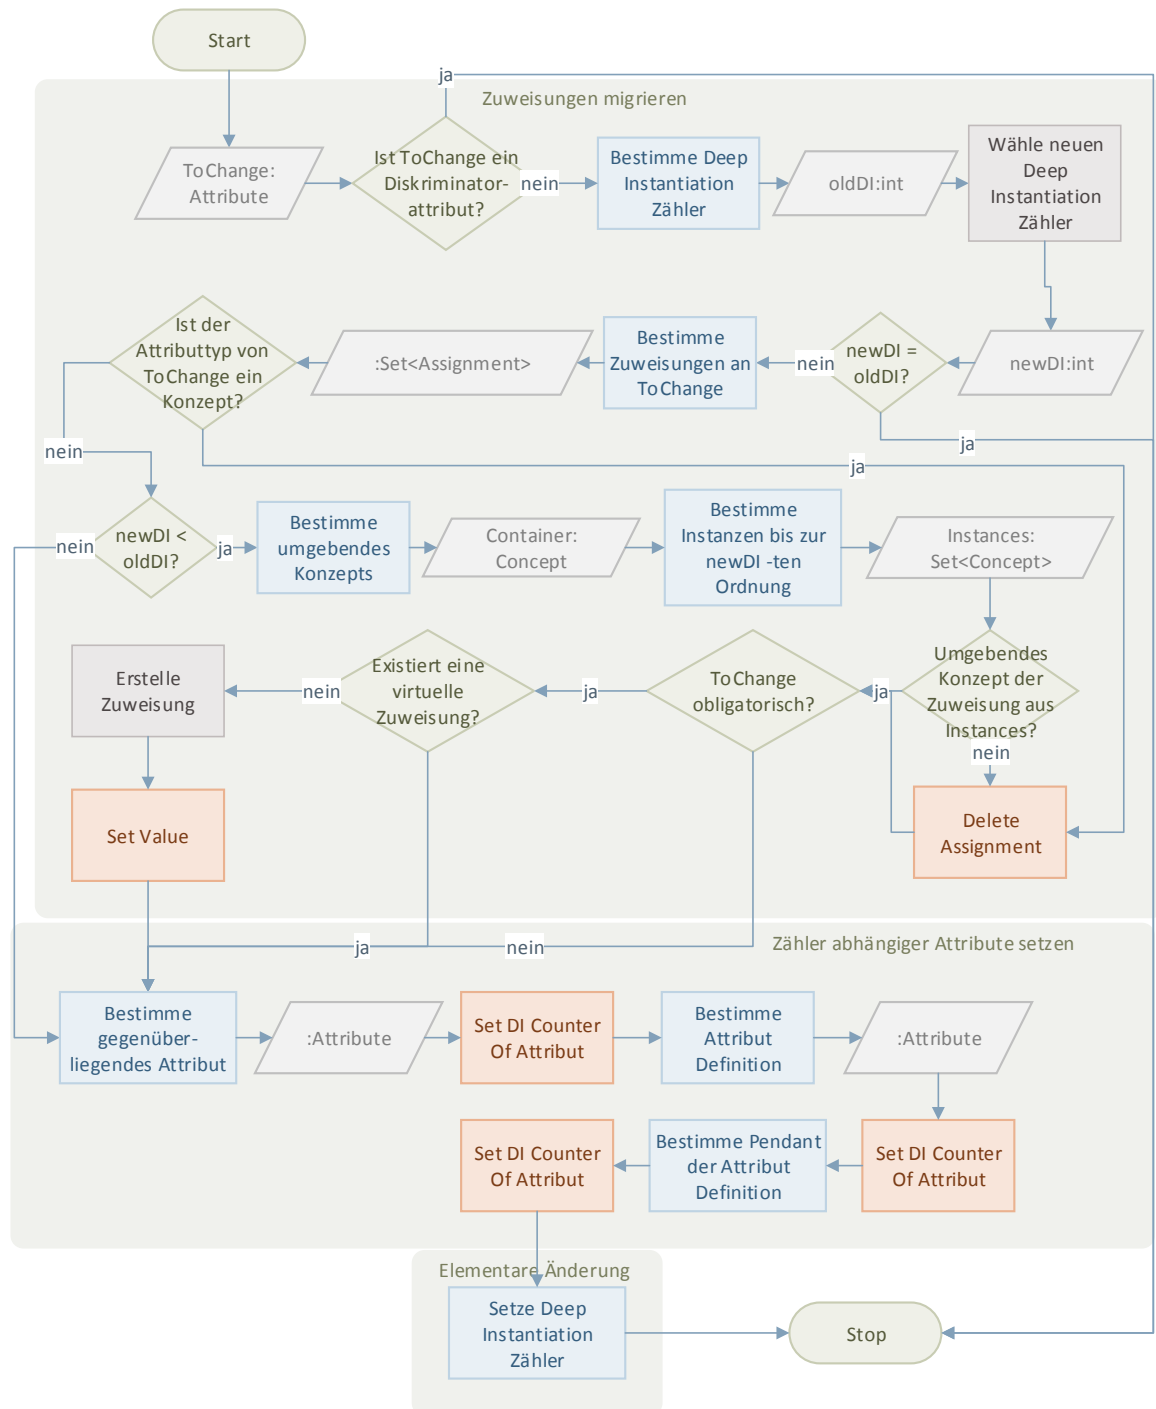 Start
ja
Zuweisungen migrieren
ToChange:
Attribute
Ist ToChange ein
Diskriminator-
attribut?
nein
Bestimme Deep
Instantiation
Zähler
oldDI:int
Wähle neuen
Deep
Instantiation
Zähler
Ist der
Attributtyp von
ToChange ein
Konzept?
:Set<Assignment>
Bestimme
Zuweisungen an
ToChange
nein
newDI =
oldDI?
newDI:int
ja
nein
ja
nein
newDI <
oldDI?
ja
Bestimme
umgebendes
Konzepts
Container:
Concept
Bestimme
Instanzen bis zur
newDI -ten
Ordnung
Instances:
Set<Concept>
Erstelle
Zuweisung
nein
Existiert eine
virtuelle
Zuweisung?
ja
ToChange
obligatorisch?
ja
Umgebendes
Konzept der
Zuweisung aus
Instances?
nein
Set Value
Delete
Assignment
ja
nein
Zähler abhängiger Attribute setzen
Bestimme
gegenüber-
liegendes Attribut
:Attribute
Set DI Counter
Of Attribut
Bestimme
Attribut
Definition
:Attribute
Set DI Counter
Of Attribut
Bestimme Pendant
der Attribut
Definition
Set DI Counter
Of Attribut
Elementare Änderung
Setze Deep
Instantiation
Zähler
Stop